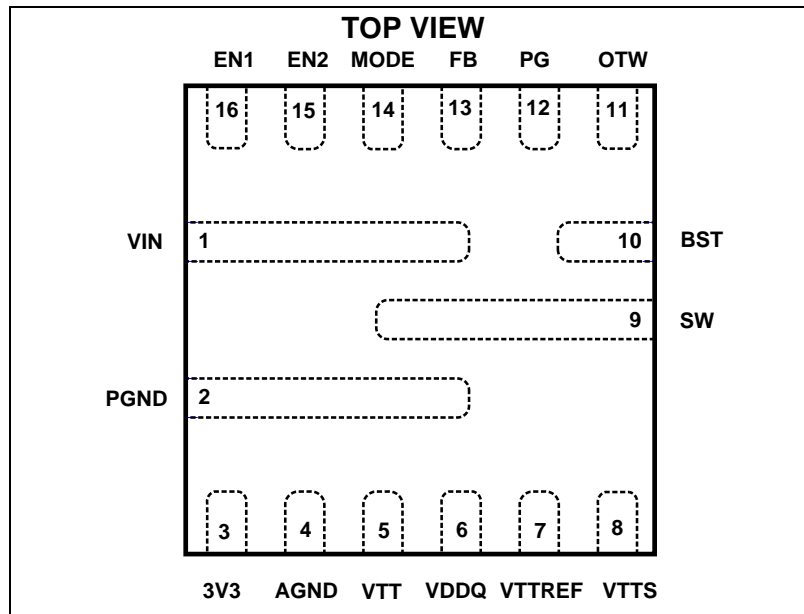 TOP VIEW
EN1 EN2 MODE FB PG OTW
16 15 14 13 12 11
VIN 1 10 BST
9 SW
PGND 2
3 4 5 6 7 8
3V3 AGND VTT VDDQ VTTREF VTTS